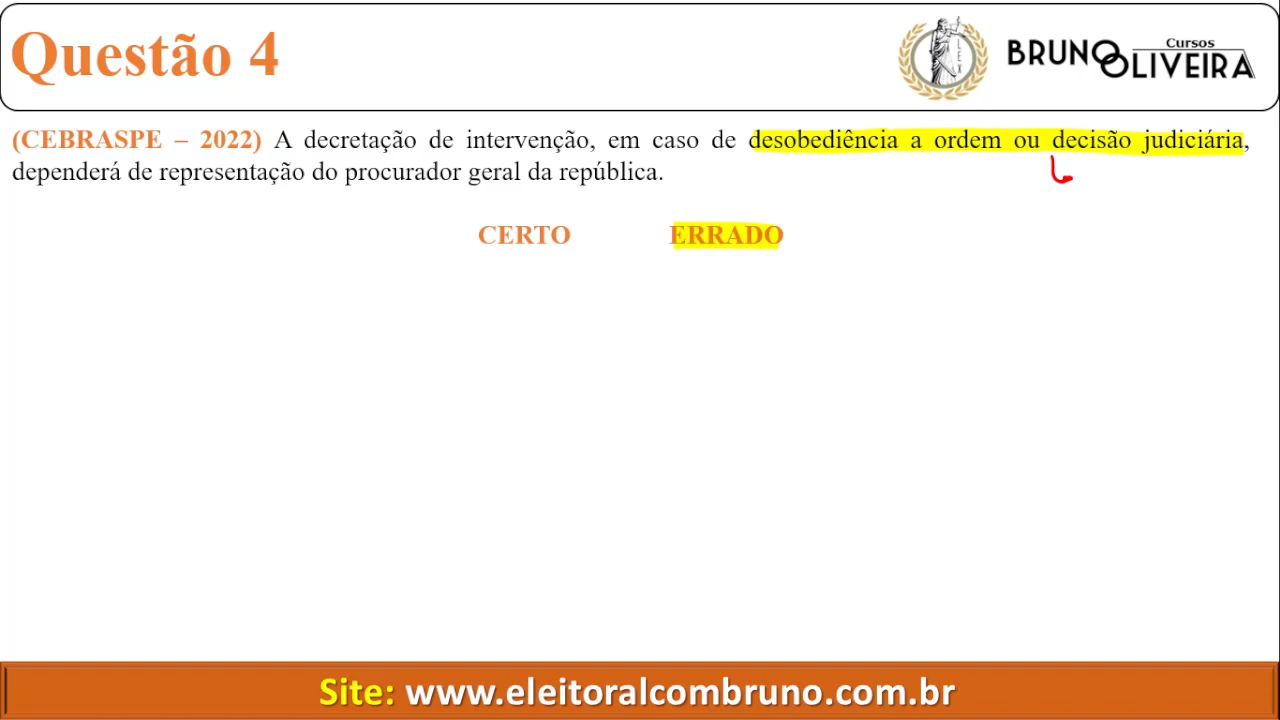 Questão 4
LEX
Cursos
BRUNO
OLIVEIRA
(CEBRASPE – 2022) A decretação de intervenção, em caso de desobediência a ordem ou decisão judiciária,
dependerá de representação do procurador geral da república.
CERTO ERRADO
Site: www.eleitoralcombruno.com.br